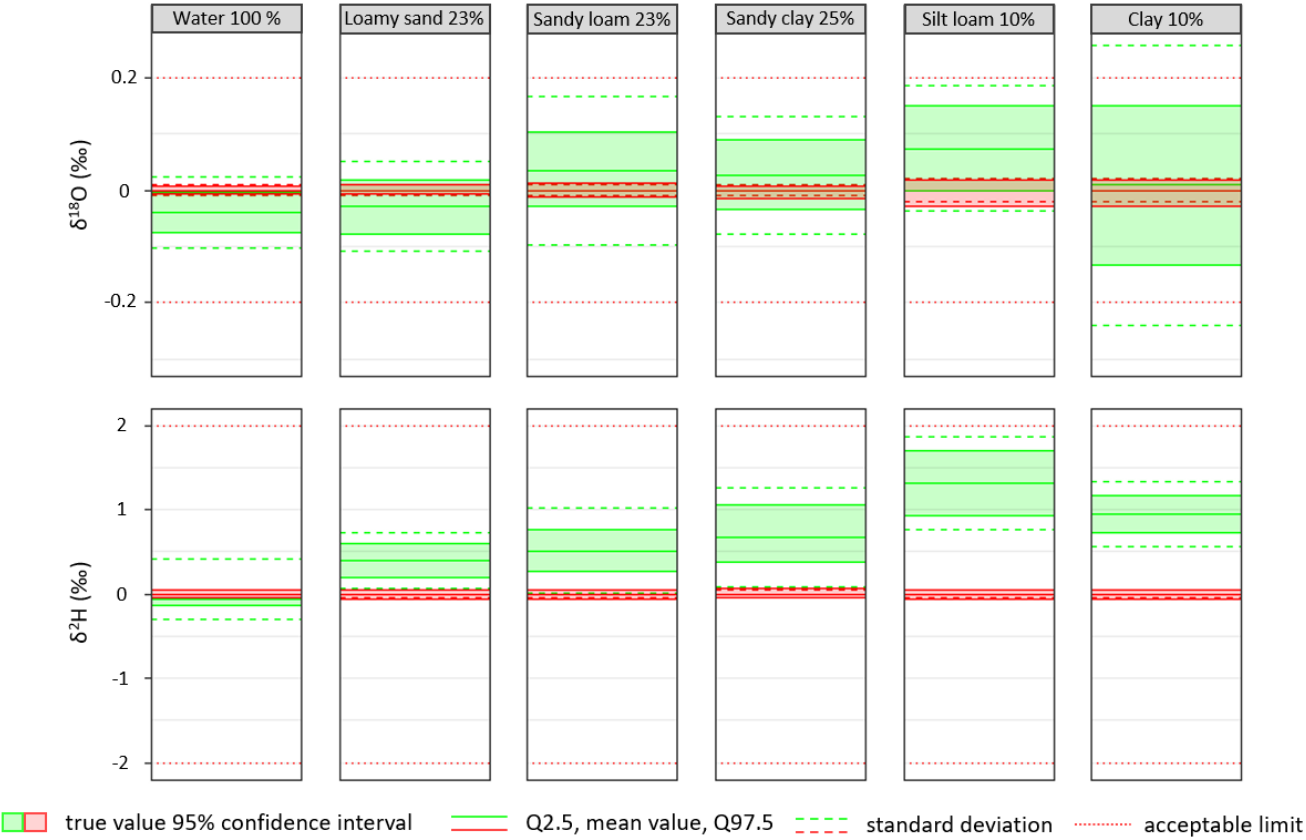 Water 100 %
Loamy sand 23%
Sandy loam 23%
Sandy clay 25%
Silt loam 10%
Clay 10%
0.2
0
-0.2
δ¹⁸O (‰)
2
1
0
-1
-2
δ²H (‰)
true value 95% confidence interval
Q2.5, mean value, Q97.5
standard deviation
acceptable limit